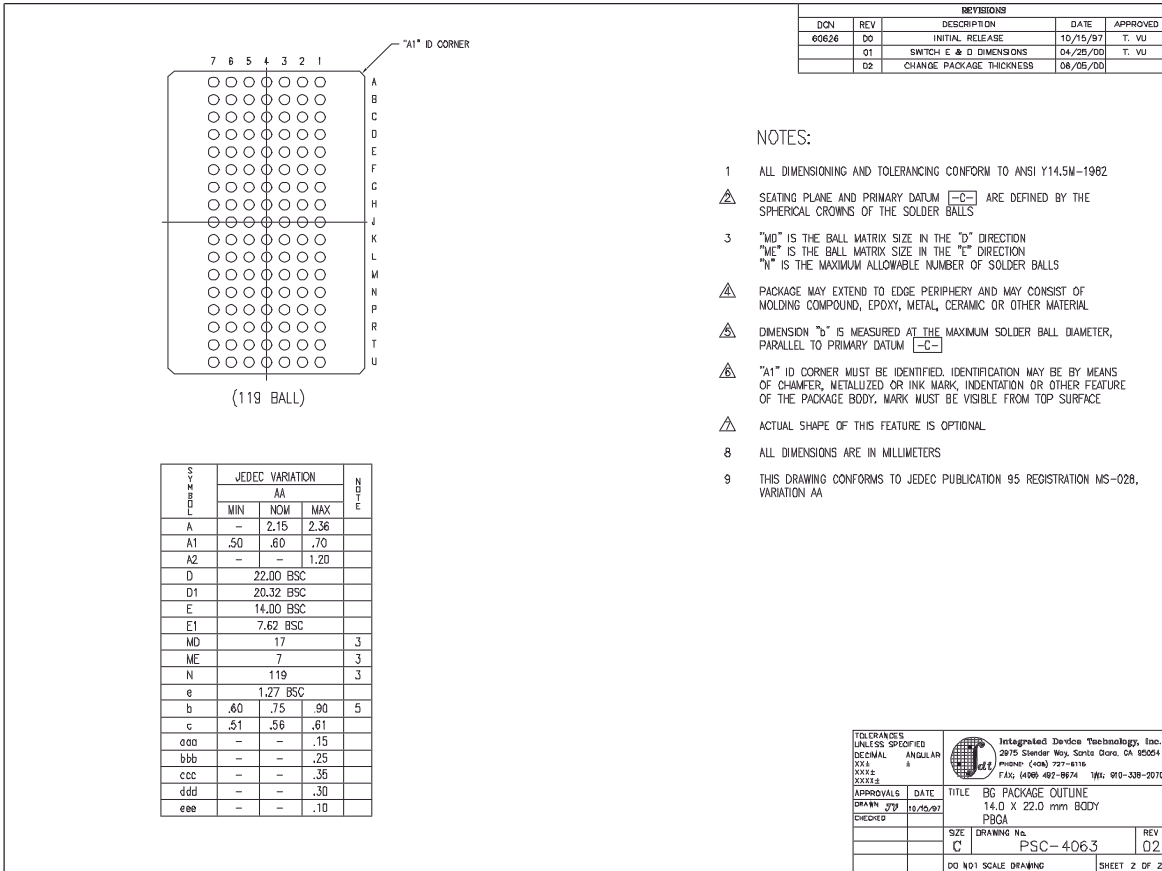 REVISIONS
DCN REV DESCRIPTION DATE APPROVED
60626 00 INITIAL RELEASE 10/15/97 T. VU
01 SWITCH E & D DIMENSIONS 04/25/00 T. VU
02 CHANGE PACKAGE THICKNESS 06/05/00
"A1" ID CORNER
7 6 5 4 3 2 1
A
B
C
D
E
F
G
H
J
K
L
M
N
P
R
T
U
(119 BALL)
NOTES:
1 ALL DIMENSIONING AND TOLERANCING CONFORM TO ANSI Y14.5M-1982
2 SEATING PLANE AND PRIMARY DATUM -C- ARE DEFINED BY THE
SPHERICAL CROWNS OF THE SOLDER BALLS
3 "MD" IS THE BALL MATRIX SIZE IN THE "D" DIRECTION
"ME" IS THE BALL MATRIX SIZE IN THE "E" DIRECTION
"N" IS THE MAXIMUM ALLOWABLE NUMBER OF SOLDER BALLS
4 PACKAGE MAY EXTEND TO EDGE PERIPHERY AND MAY CONSIST OF
MOLDING COMPOUND, EPOXY, METAL, CERAMIC OR OTHER MATERIAL
5 DIMENSION "b" IS MEASURED AT THE MAXIMUM SOLDER BALL DIAMETER,
PARALLEL TO PRIMARY DATUM -C-
6 "A1" ID CORNER MUST BE IDENTIFIED. IDENTIFICATION MAY BE BY MEANS
OF CHAMFER, METALIZED OR INK MARK, INDENTATION OR OTHER FEATURE
OF THE PACKAGE BODY. MARK MUST BE VISIBLE FROM TOP SURFACE
7 ACTUAL SHAPE OF THIS FEATURE IS OPTIONAL
8 ALL DIMENSIONS ARE IN MILLIMETERS
9 THIS DRAWING CONFORMS TO JEDEC PUBLICATION 95 REGISTRATION MS-028,
VARIATION AA
SYMBOL JEDEC VARIATION NOTE
AA
MIN NOM MAX
A - 2.15 2.36
A1 .50 .60 .70
A2 - - 1.20
D 22.00 BSC
D1 20.32 BSC
E 14.00 BSC
E1 7.62 BSC
MD 17 3
ME 7 3
N 119 3
e 1.27 BSC
b .60 .75 .90 5
c .51 .56 .61
aaa - - .15
bbb - - .25
ccc - - .35
ddd - - .30
eee - - .10
TOLERANCES
UNLESS SPECIFIED
DECIMAL ANGULAR
XX± ±
XXX±
XXXX±
APPROVALS DATE
DRAWN TV 10/15/97
CHECKED
idt
Integrated Device Technology, Inc.
2975 Stender Way, Santa Clara, CA 95054
PHONE: (408) 727-6116
FAX: (408) 492-8674 TWX: 910-338-2070
TITLE BG PACKAGE OUTLINE
14.0 X 22.0 mm BODY
PBGA
SIZE DRAWING No. REV
C PSC-4063 02
DO NOT SCALE DRAWING SHEET 2 OF 2